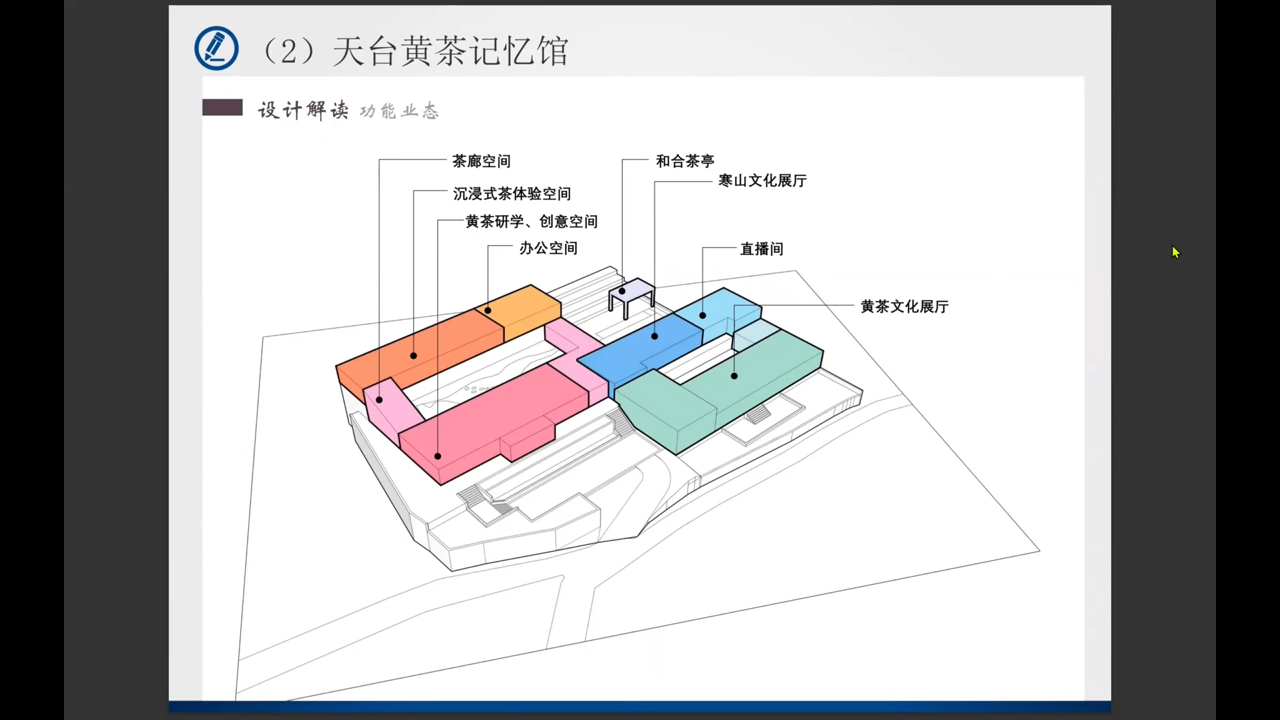 （2）天台黄茶记忆馆
设计解读 功能业态
茶廊空间
和合茶亭
寒山文化展厅
沉浸式茶体验空间
黄茶研学、创意空间
办公空间
直播间
黄茶文化展厅